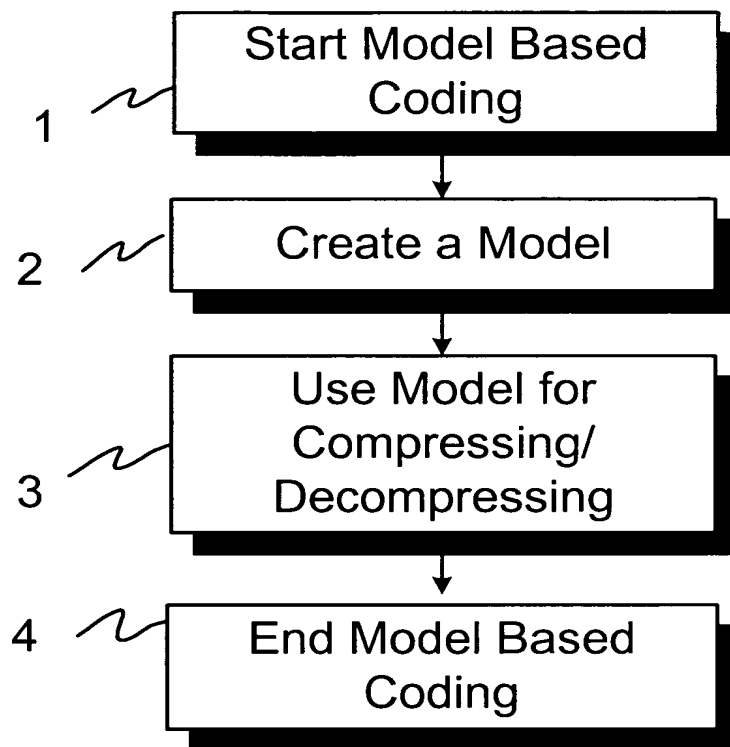 Start Model Based
Coding
1
Create a Model
2
Use Model for
Compressing/
Decompressing
3
End Model Based
Coding
4